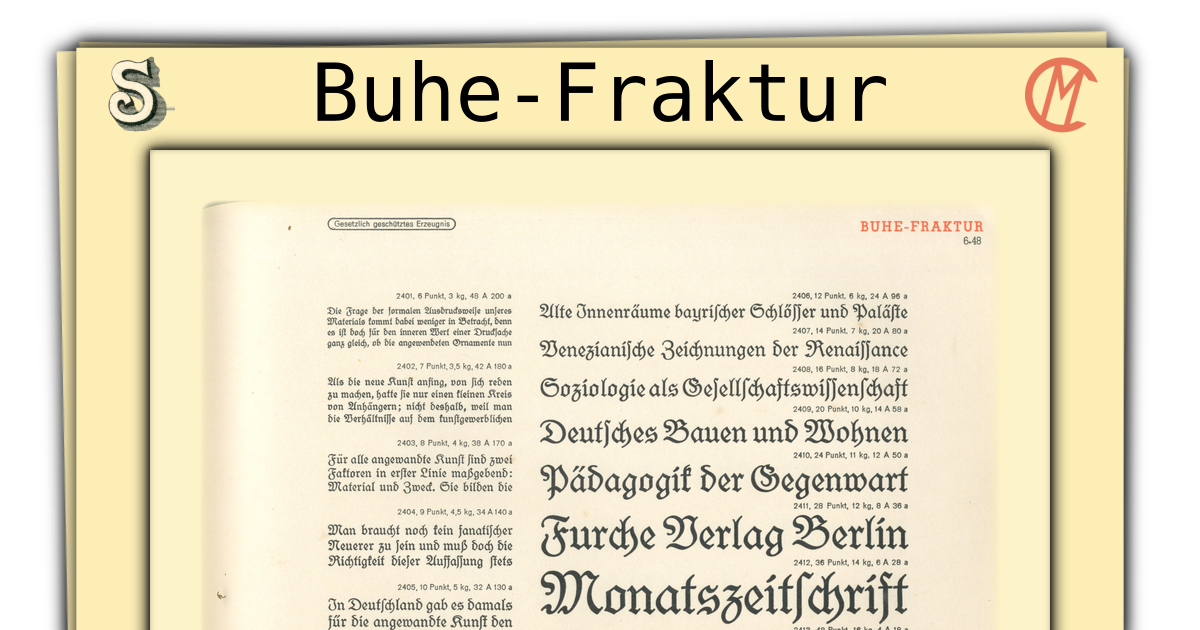 S
Buhe-Fraktur
CM
Gesetzlich geschütztes Erzeugnis
BUHE-FRAKTUR
6-48
2401, 6 Punkt, 3 kg, 48 A 200 a
Die Frage der formalen Ausdrucksweiſe unſeres
Materials kommt dabei weniger in Betracht, denn
es iſt doch für den inneren Wert einer Druckſache
ganz gleich, ob die angewendeten Ornamente nun
2402, 7 Punkt, 3,5 kg, 42 A 180 a
Als die neue Kunſt anfing, von ſich reden
zu machen, hatte ſie nur einen kleinen Kreis
von Anhängern; nicht deshalb, weil man
die Verhältniſſe auf dem kunſtgewerblichen
2403, 8 Punkt, 4 kg, 38 A 170 a
Für alle angewandte Kunſt ſind zwei
Faktoren in erſter Linie maßgebend:
Material und Zweck. Sie bilden die
2404, 9 Punkt, 4,5 kg, 34 A 140 a
Man braucht noch kein fanatiſcher
Neuerer zu ſein und muß doch die
Richtigkeit dieſer Auffaſſung ſtets
2405, 10 Punkt, 5 kg, 32 A 130 a
In Deutſchland gab es damals
für die angewandte Kunſt den
2406, 12 Punkt, 6 kg, 24 A 96 a
Alte Innenräume bayriſcher Schlöſſer und Paläſte
2407, 14 Punkt, 7 kg, 20 A 80 a
Venezianiſche Zeichnungen der Renaiſſance
2408, 16 Punkt, 8 kg, 18 A 72 a
Soziologie als Geſellſchaftswiſſenſchaft
2409, 20 Punkt, 10 kg, 14 A 58 a
Deutſches Bauen und Wohnen
2410, 24 Punkt, 11 kg, 12 A 50 a
Pädagogik der Gegenwart
2411, 28 Punkt, 12 kg, 8 A 36 a
Furche Verlag Berlin
2412, 36 Punkt, 14 kg, 6 A 28 a
Monatszeitſchrift